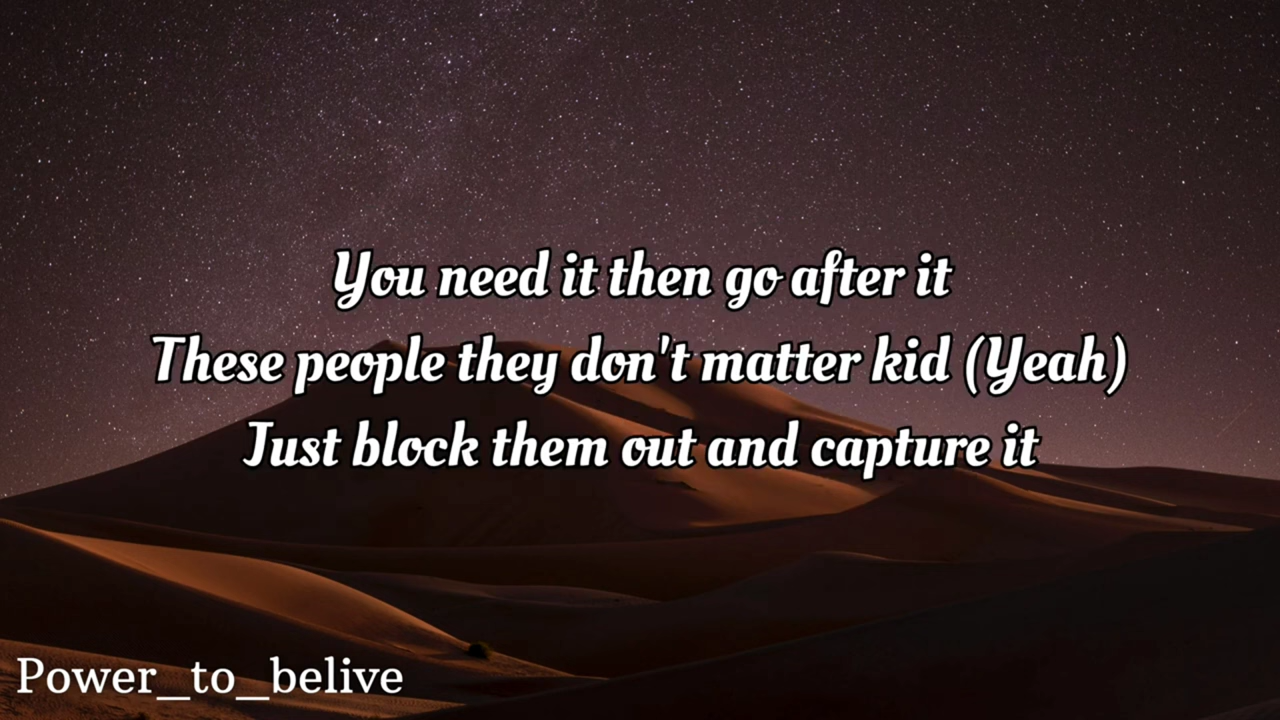 You need it then go after it
These people they don't matter kid (Yeah)
Just block them out and capture it
Power_to_belive